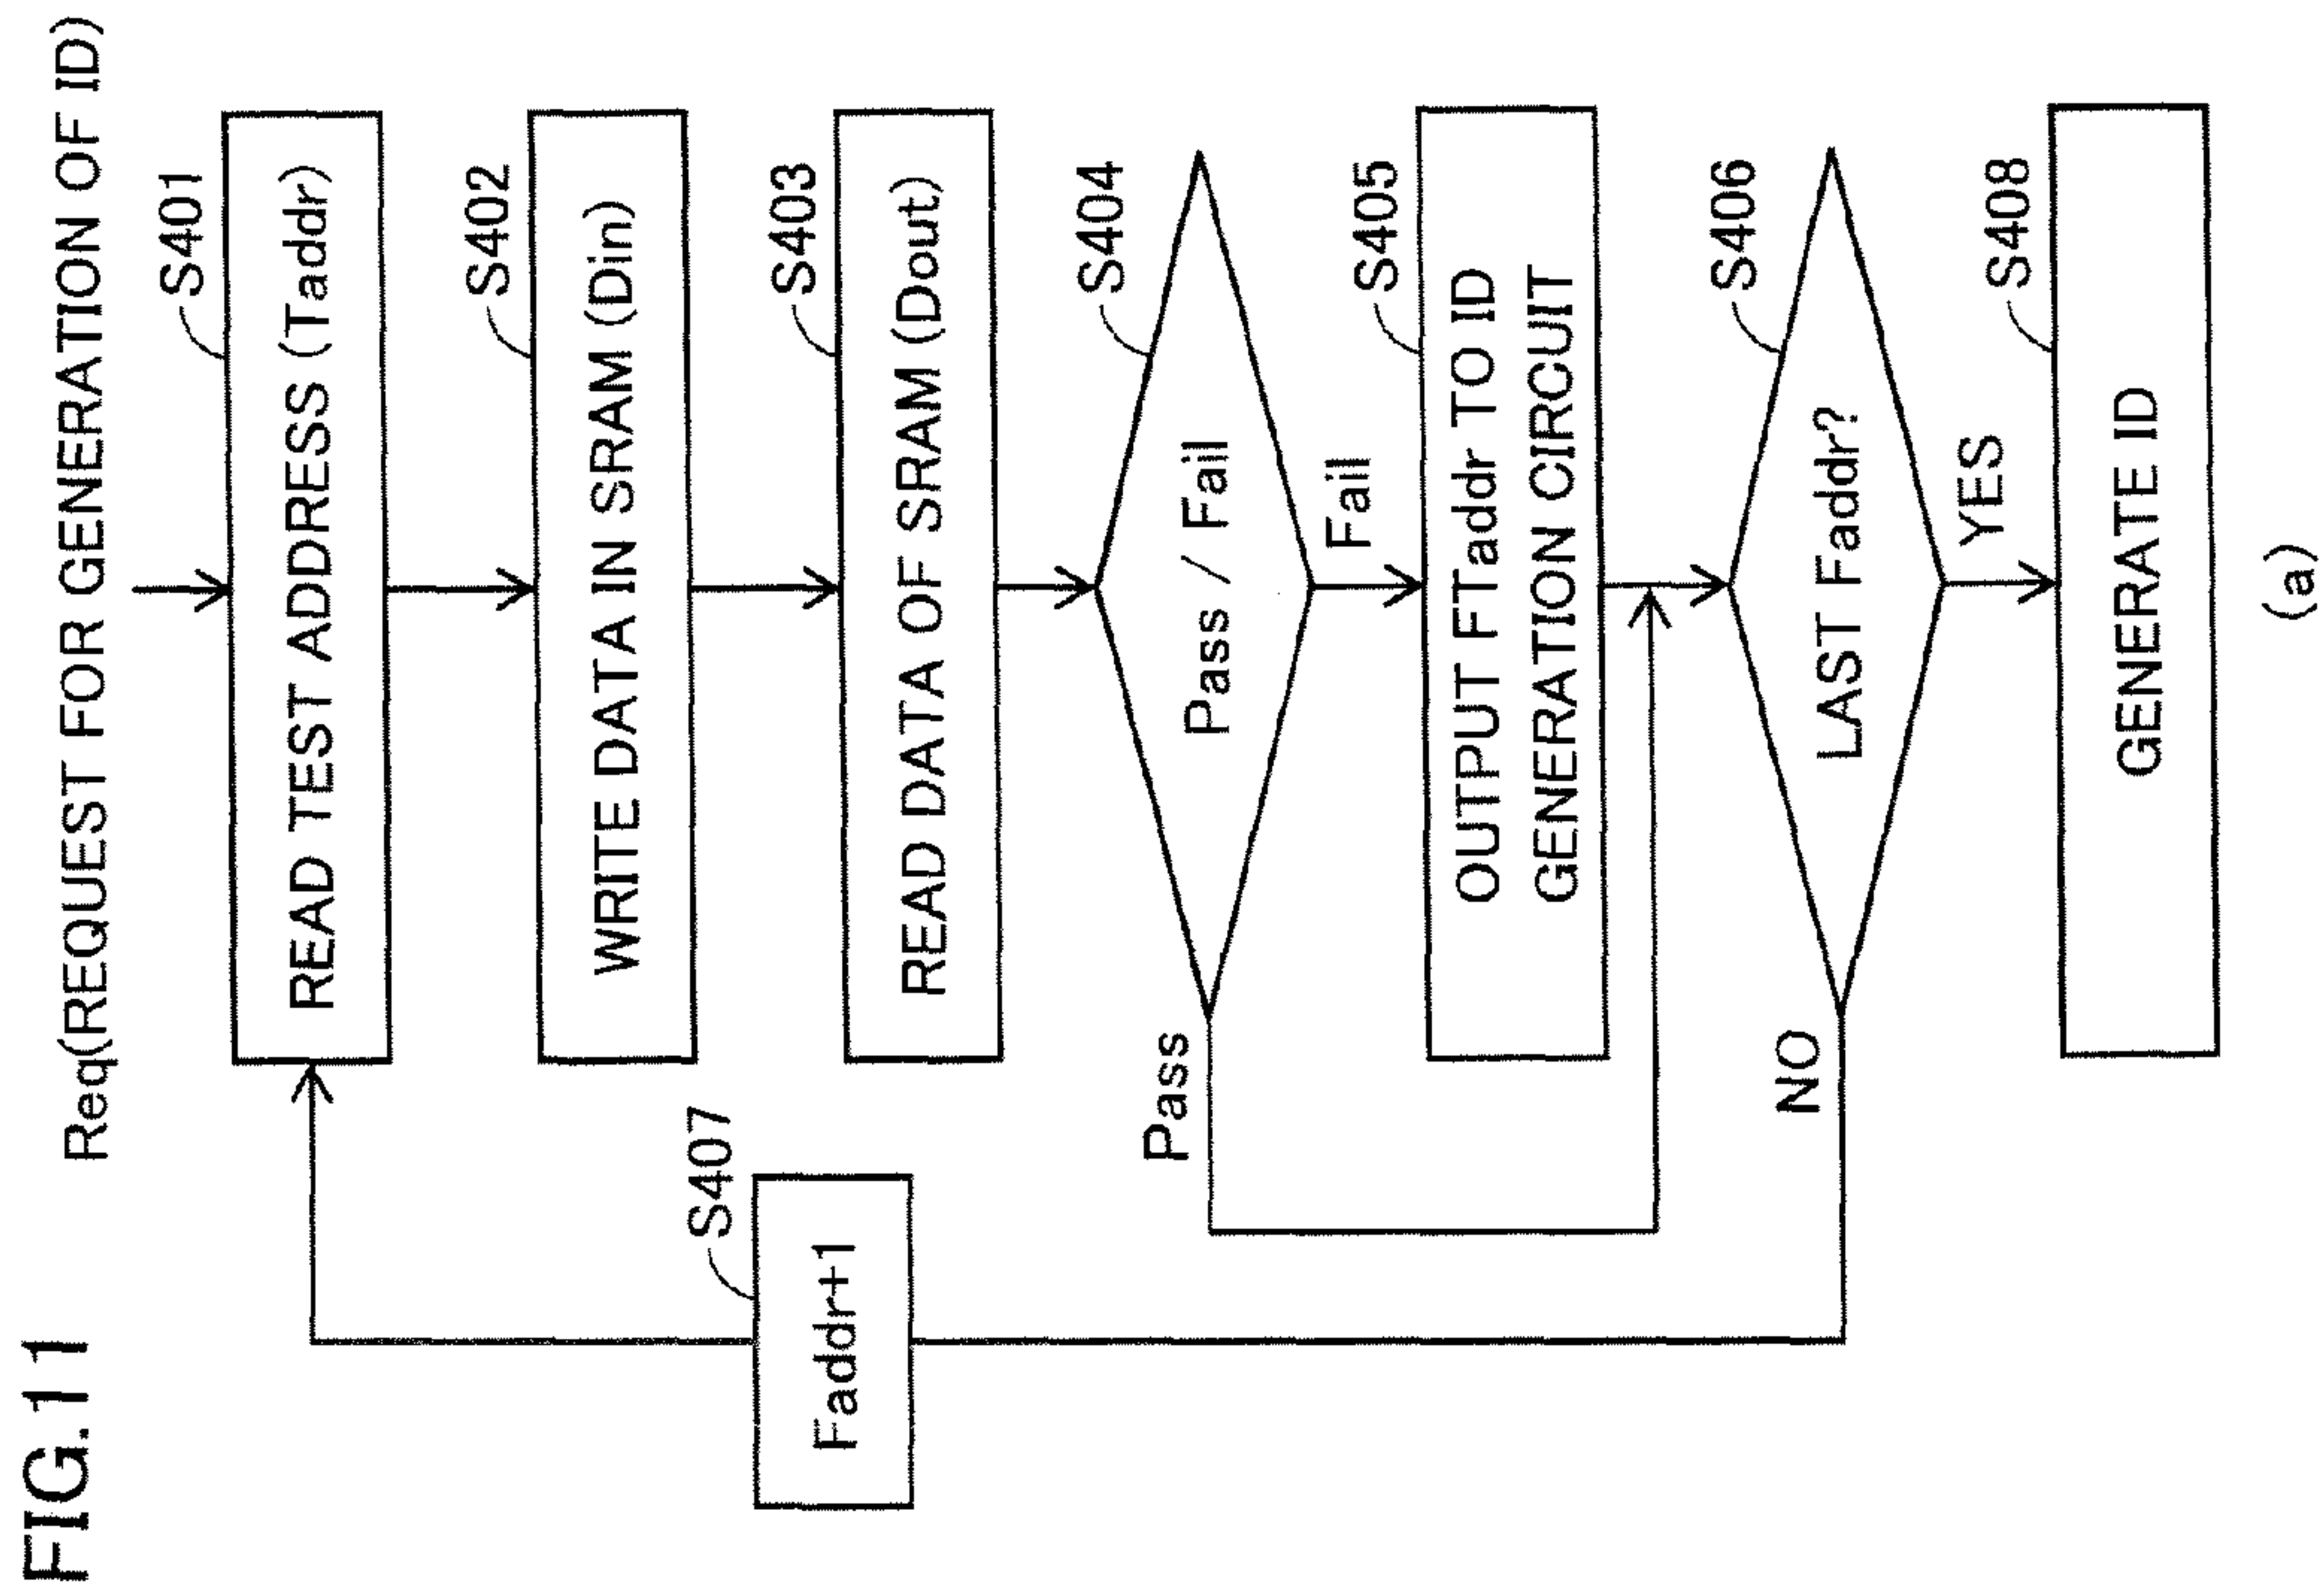 FIG.11
Req(REQUEST FOR GENERATION OF ID)
S401
READ TEST ADDRESS (Taddr)
S402
WRITE DATA IN SRAM (Din)
S403
READ DATA OF SRAM (Dout)
S404
Pass / Fail
Pass
Fail
S405
OUTPUT FTaddr TO ID
GENERATION CIRCUIT
S406
LAST Faddr?
NO
YES
S407
Faddr+1
S408
GENERATE ID
(a)